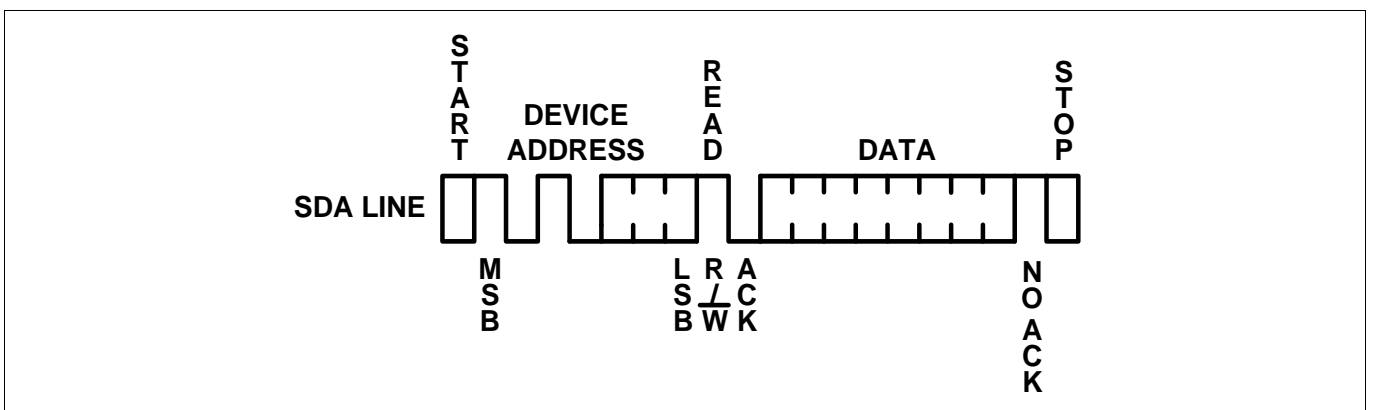 START
DEVICE
ADDRESS
READ
DATA
STOP
SDA LINE
MSB
LSB
R/W
ACK
NO ACK